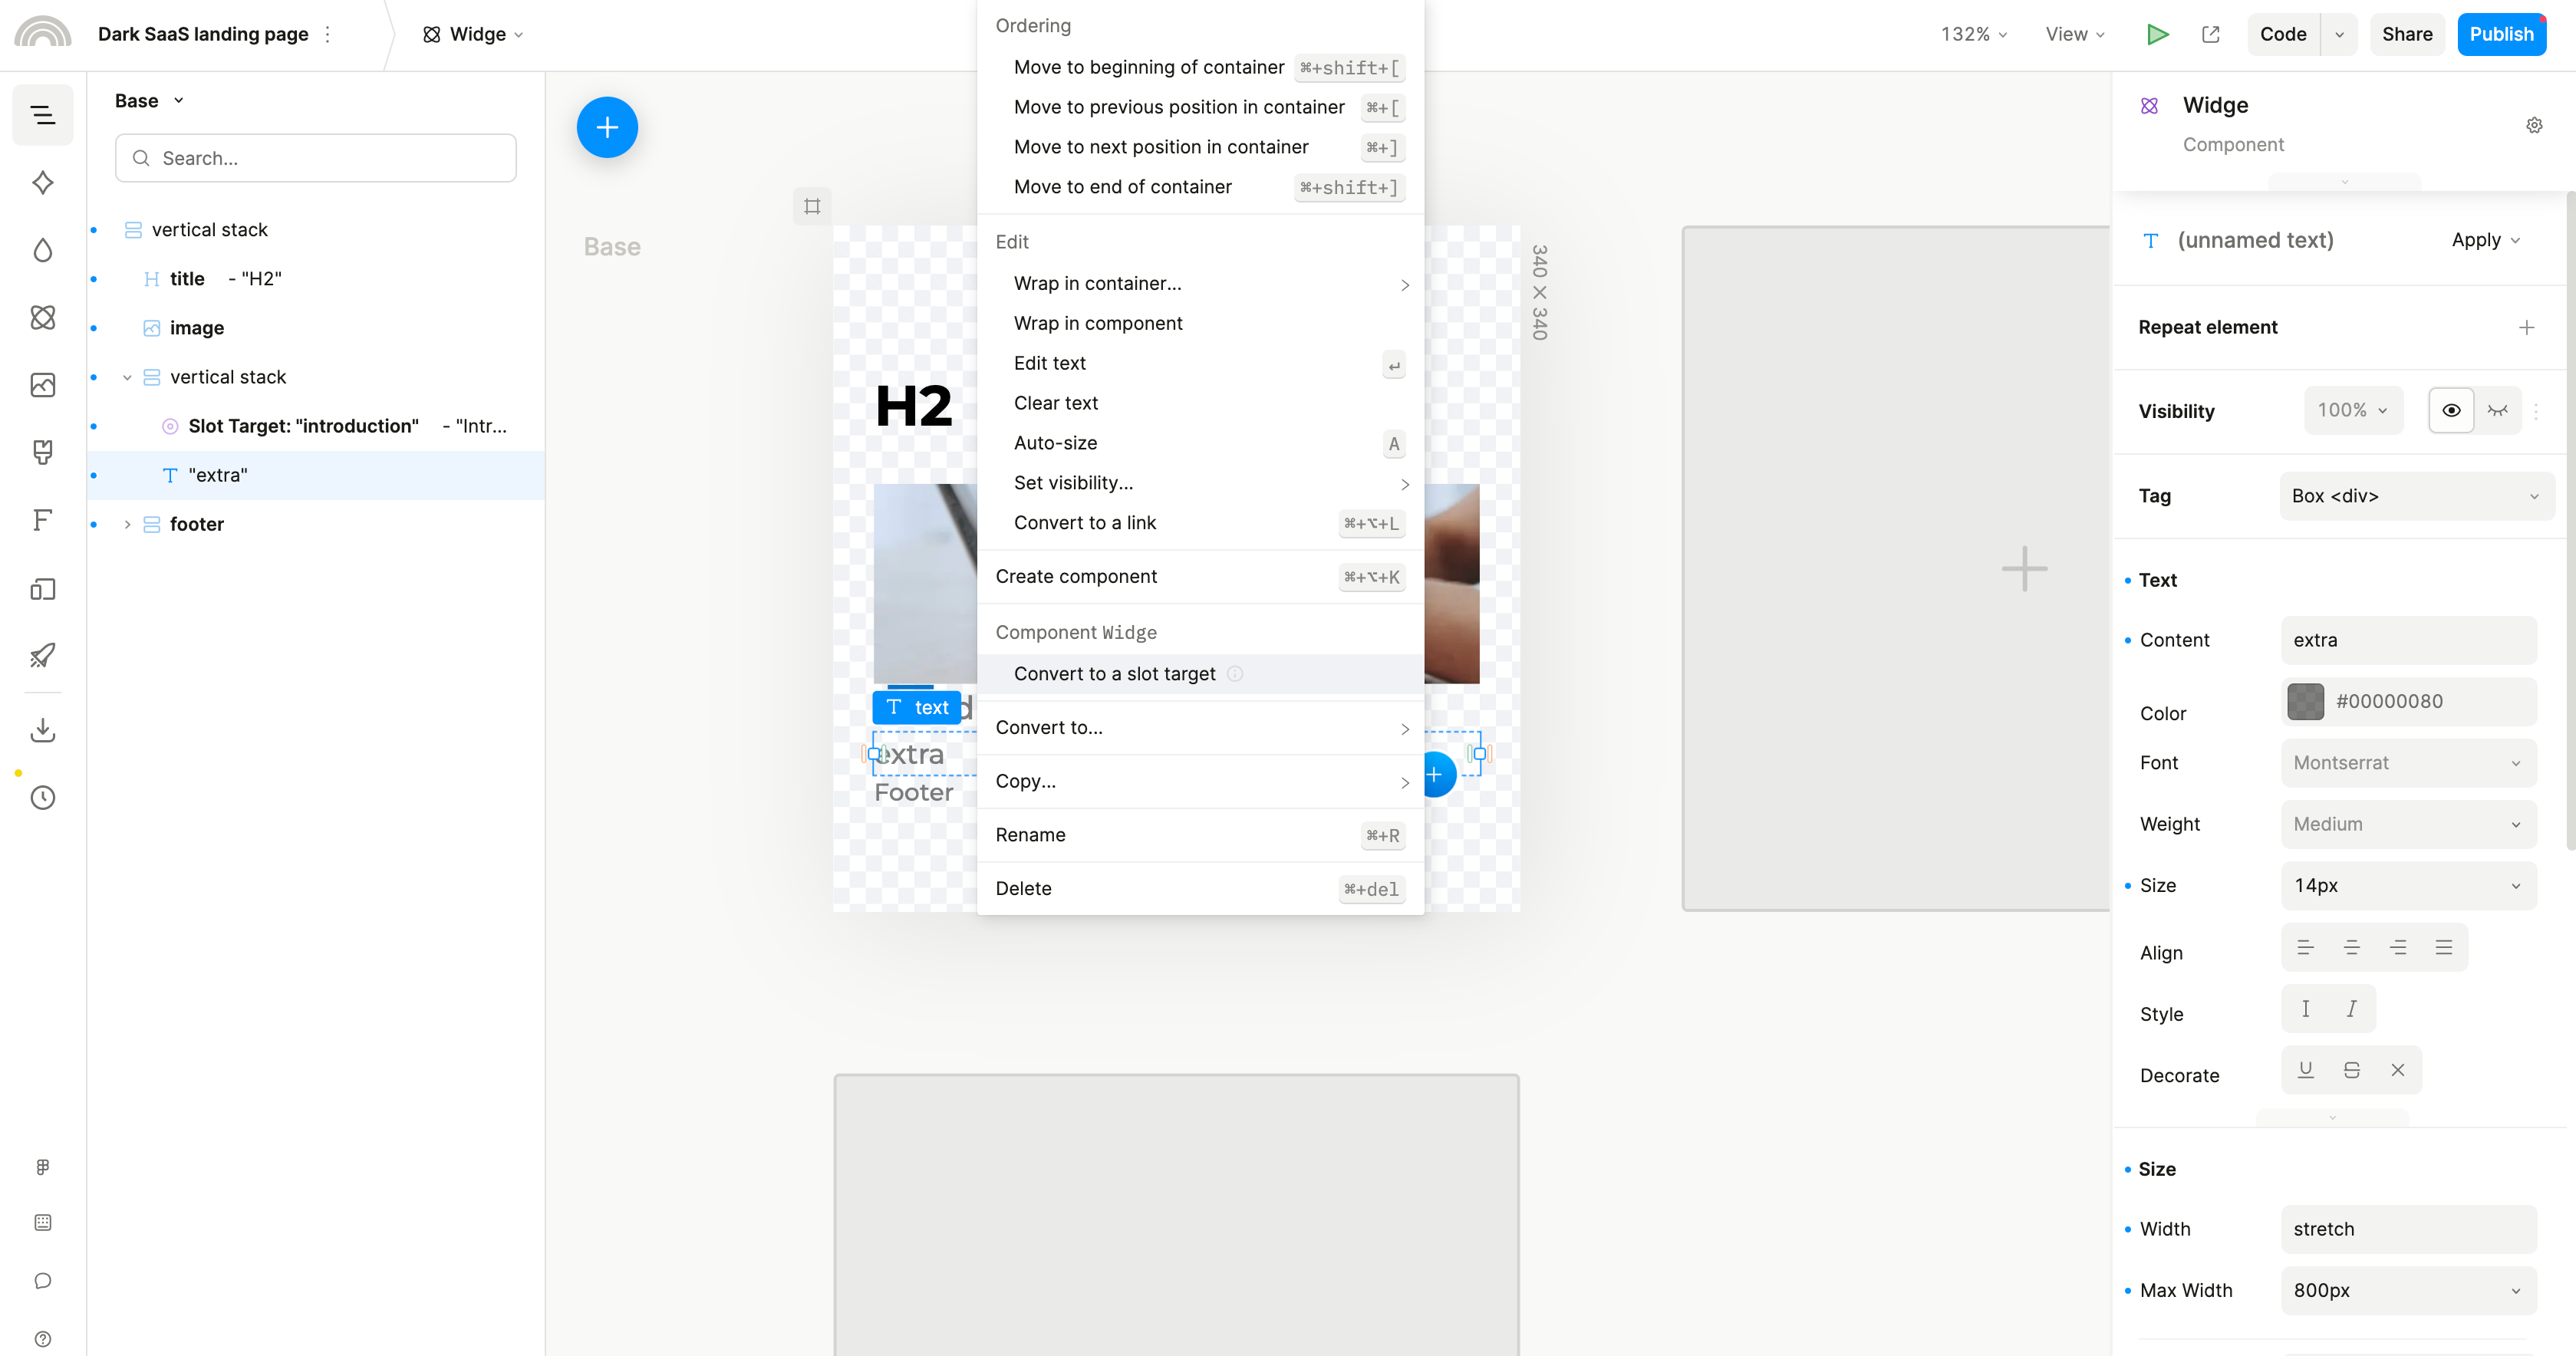 Dark SaaS landing page
Widge
132%
View
Code
Share
Publish
Base
Search...
vertical stack
title - "H2"
image
vertical stack
Slot Target: "introduction" - "Intr...
"extra"
footer
Base
340 × 340
H2
text
d
extra
Footer
Ordering
Move to beginning of container ⌘+shift+[
Move to previous position in container ⌘+[
Move to next position in container ⌘+]
Move to end of container ⌘+shift+]
Edit
Wrap in container...
Wrap in component
Edit text ↵
Clear text
Auto-size A
Set visibility...
Convert to a link ⌘+⌥+L
Create component ⌘+⌥+K
Component Widge
Convert to a slot target
Convert to...
Copy...
Rename ⌘+R
Delete ⌘+del
Widge
Component
(unnamed text)
Apply
Repeat element
Visibility 100%
Tag Box <div>
Text
Content extra
Color #00000080
Font Montserrat
Weight Medium
Size 14px
Align
Style
Decorate
Size
Width stretch
Max Width 800px